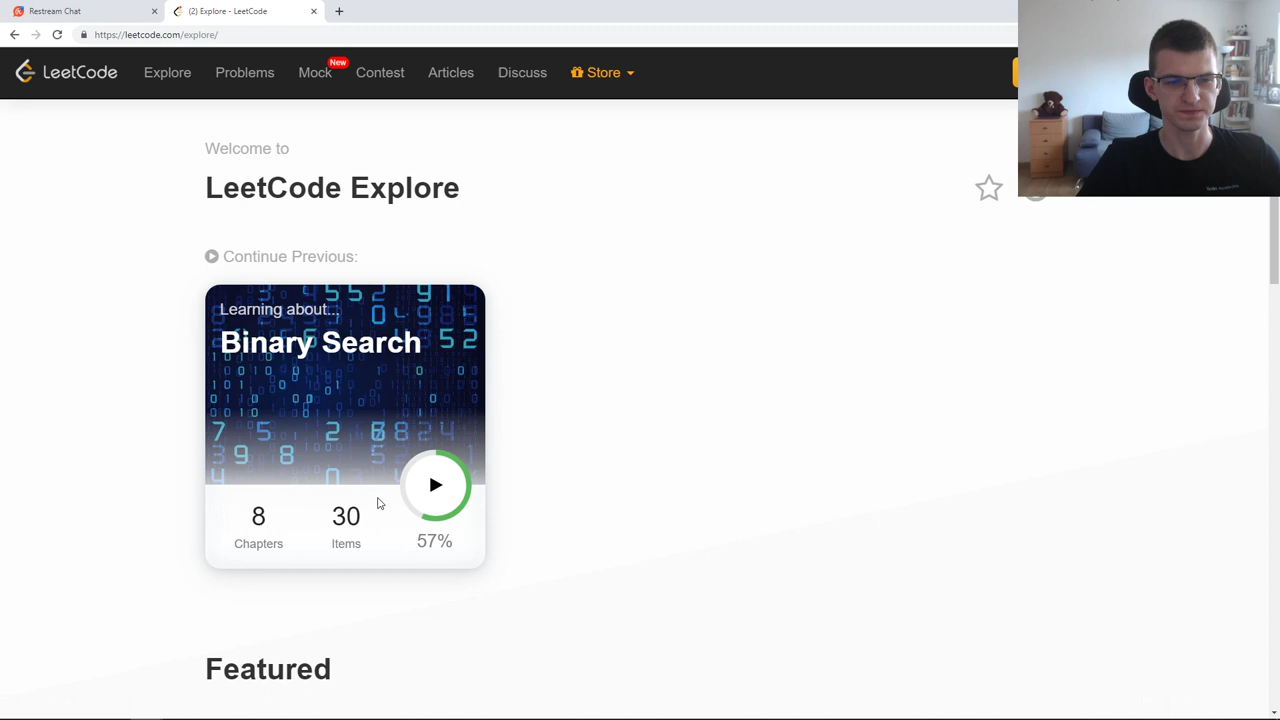 Restream Chat
(2) Explore - LeetCode
https://leetcode.com/explore/
LeetCode
Explore
Problems
Mock
New
Contest
Articles
Discuss
Store
Welcome to
LeetCode Explore
Continue Previous:
Learning about...
Binary Search
8
Chapters
30
Items
57%
Featured